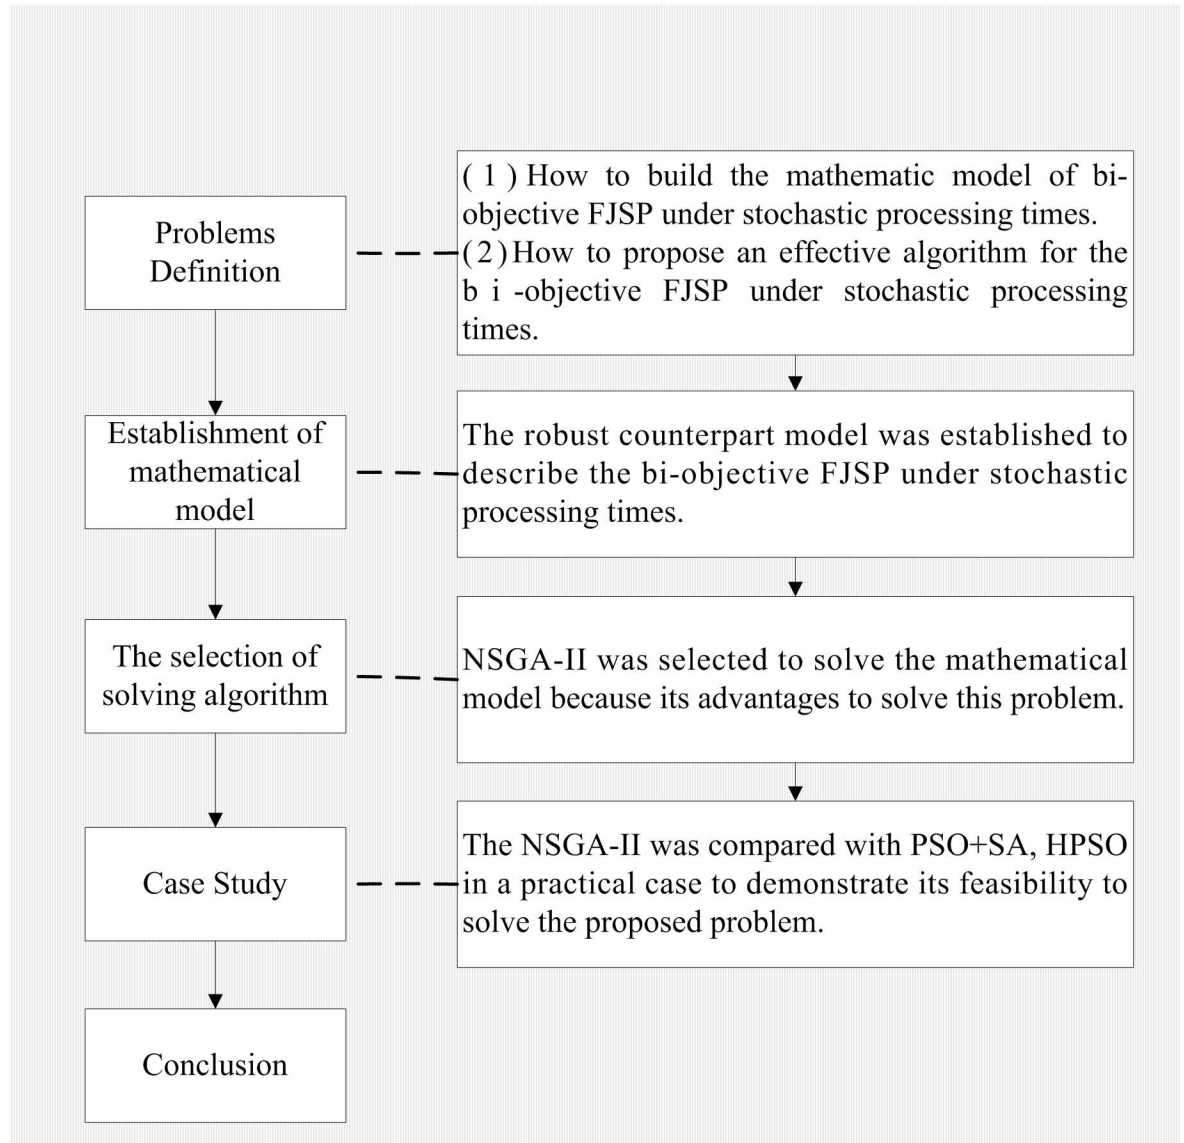 Problems
Definition
( 1 ) How to build the mathematic model of bi-
objective FJSP under stochastic processing times.
(2) How to propose an effective algorithm for the
b i -objective FJSP under stochastic processing
times.
Establishment of
mathematical
model
The robust counterpart model was established to
describe the bi-objective FJSP under stochastic
processing times.
The selection of
solving algorithm
NSGA-II was selected to solve the mathematical
model because its advantages to solve this problem.
Case Study
The NSGA-II was compared with PSO+SA, HPSO
in a practical case to demonstrate its feasibility to
solve the proposed problem.
Conclusion